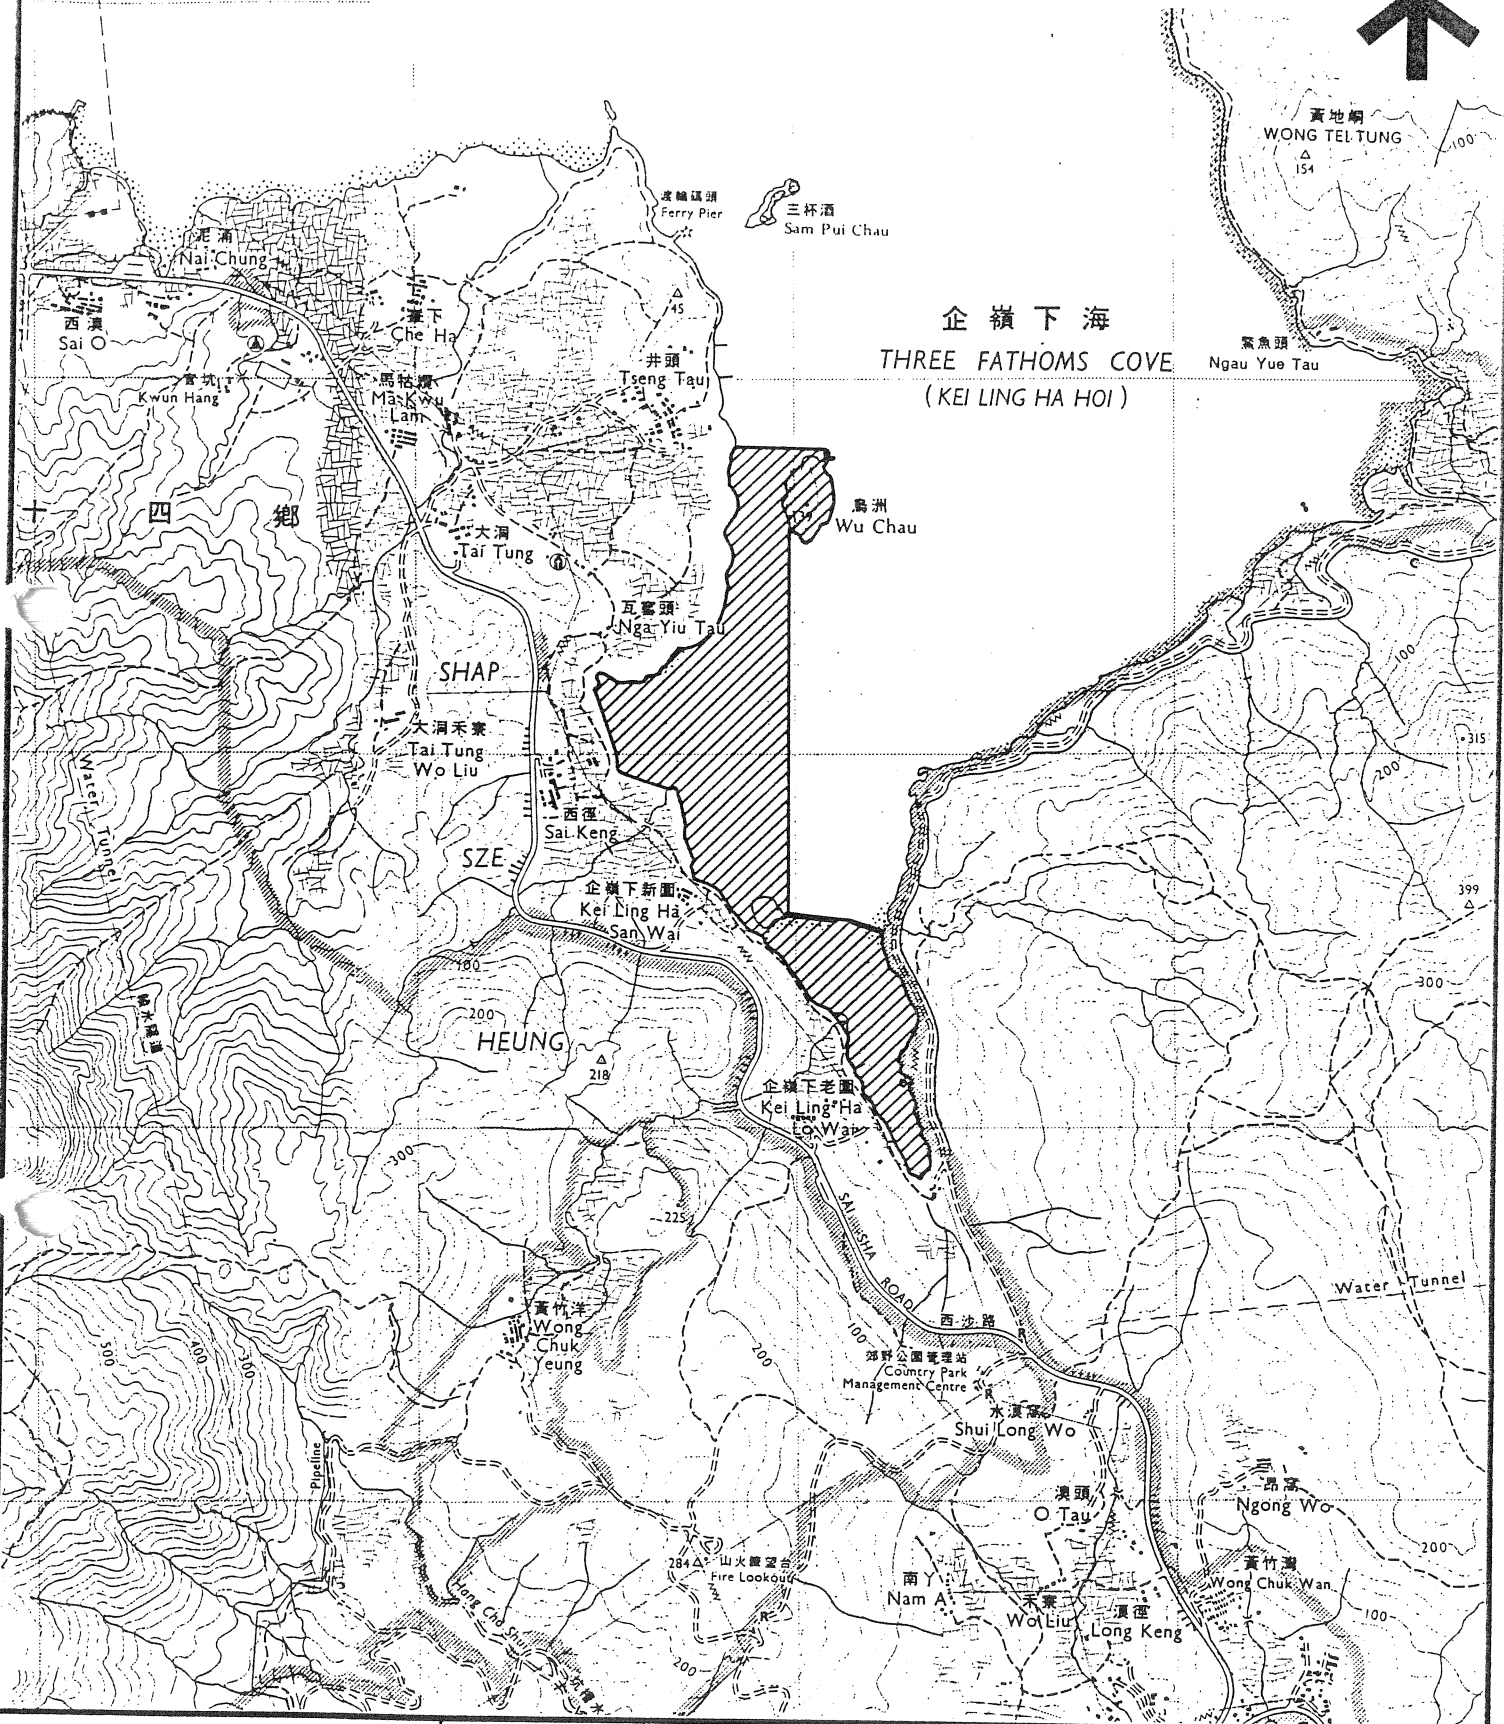 黃地峒
WONG TEI TUNG
154
100
渡輪碼頭
Ferry Pier
三杯酒
Sam Pui Chau
泥涌
Nai Chung
45
企嶺下海
THREE FATHOMS COVE
(KEI LING HA HOI)
西澳
Sai O
輋下
Che Ha
井頭
Tseng Tau
鯊魚頭
Ngau Yue Tau
官坑
Kwun Hang
馬牯纜
Ma Kwu
Lam
十四鄉
烏洲
Wu Chau
大洞
Tai Tung
瓦窰頭
Nga Yiu Tau
SHAP
100
大洞禾寮
Tai Tung
Wo Liu
315
200
Water Tunnel
西徑
Sai Keng
SZE
企嶺下新圍
Kei Ling Ha
San Wai
399
100
300
200
輸水隧道
HEUNG
218
企嶺下老圍
Kei Ling Ha
Lo Wai
300
225
SAI SHA
ROAD
西沙路
Water Tunnel
黃竹洋
Wong
Chuk
Yeung
500
400
300
200
100
郊野公園管理站
Country Park
Management Centre
水浪窩
Shui Long Wo
Pipeline
澳頭
O Tau
昂窩
Ngong Wo
200
284
山火瞭望台
Fire Lookout
R
南丫
Nam A
禾寮
Wo Liu
浪徑
Long Keng
黃竹灣
Wong Chuk Wan
100
200